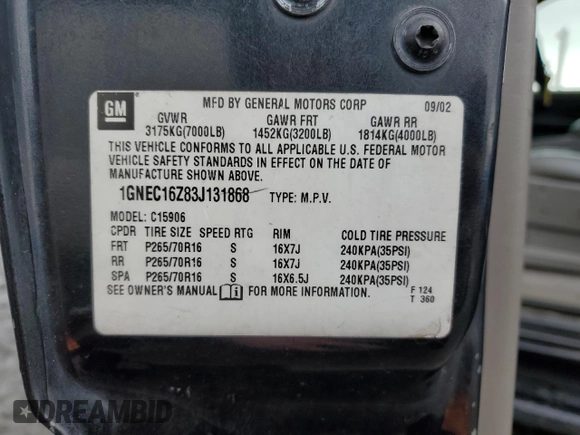 GM
MFD BY GENERAL MOTORS CORP 09/02
GVWR GAWR FRT GAWR RR
3175KG(7000LB) 1452KG(3200LB) 1814KG(4000LB)
THIS VEHICLE CONFORMS TO ALL APPLICABLE U.S. FEDERAL MOTOR
VEHICLE SAFETY STANDARDS IN EFFECT ON THE DATE OF
MANUFACTURE SHOWN ABOVE.
1GNEC16Z83J131868 TYPE: M.P.V.
MODEL: C15906
CPDR TIRE SIZE SPEED RTG RIM COLD TIRE PRESSURE
FRT P265/70R16 S 16X7J 240KPA(35PSI)
RR P265/70R16 S 16X7J 240KPA(35PSI)
SPA P265/70R16 S 16X6.5J 240KPA(35PSI)
SEE OWNER'S MANUAL FOR MORE INFORMATION.
F 124
T 360
DREAMBID